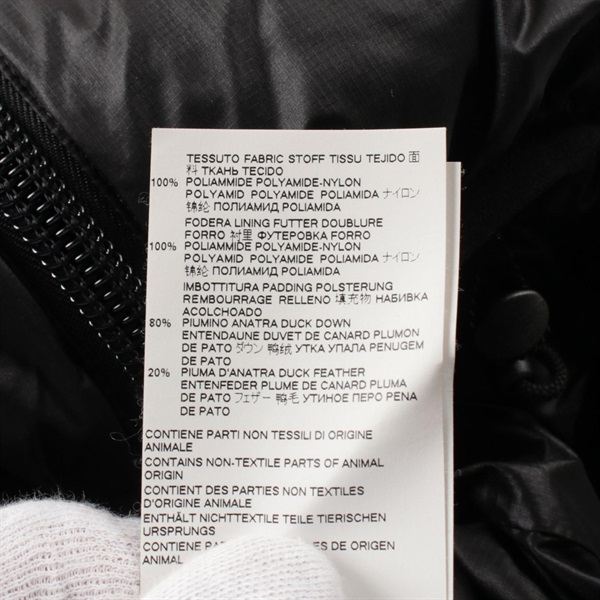 TESSUTO FABRIC STOFF TISSU TEJIDO 面
料 ТКАНЬ TECIDO
100% POLIAMMIDE POLYAMIDE-NYLON
POLYAMID POLYAMIDE POLIAMIDA ナイロン
锦纶 ПОЛИАМИД POLIAMIDA
FODERA LINING FUTTER DOUBLURE
FORRO 衬里 ФУТЕРОВКА FORRO
100% POLIAMMIDE POLYAMIDE-NYLON
POLYAMID POLYAMIDE POLIAMIDA ナイロン
锦纶 ПОЛИАМИД POLIAMIDA
IMBOTTITURA PADDING POLSTERUNG
REMBOURRAGE RELLENO 填充物 НАБИВКА
ACOLCHOADO
80% PIUMINO ANATRA DUCK DOWN
ENTENDAUNE DUVET DE CANARD PLUMON
DE PATO ダウン 鸭绒 УТКА УПАЛА PENUGEM
DE PATO
20% PIUMA D'ANATRA DUCK FEATHER
ENTENFEDER PLUME DE CANARD PLUMA
DE PATO フェザー 鸭毛 УТИНОЕ ПЕРО PENA
DE PATO
CONTIENE PARTI NON TESSILI DI ORIGINE
ANIMALE
CONTAINS NON-TEXTILE PARTS OF ANIMAL
ORIGIN
CONTIENT DES PARTIES NON TEXTILES
D'ORIGINE ANIMALE
ENTHÄLT NICHTTEXTILE TEILE TIERISCHEN
URSPRUNGS
CONTIENE ES DE ORIGEN
ANIMAL